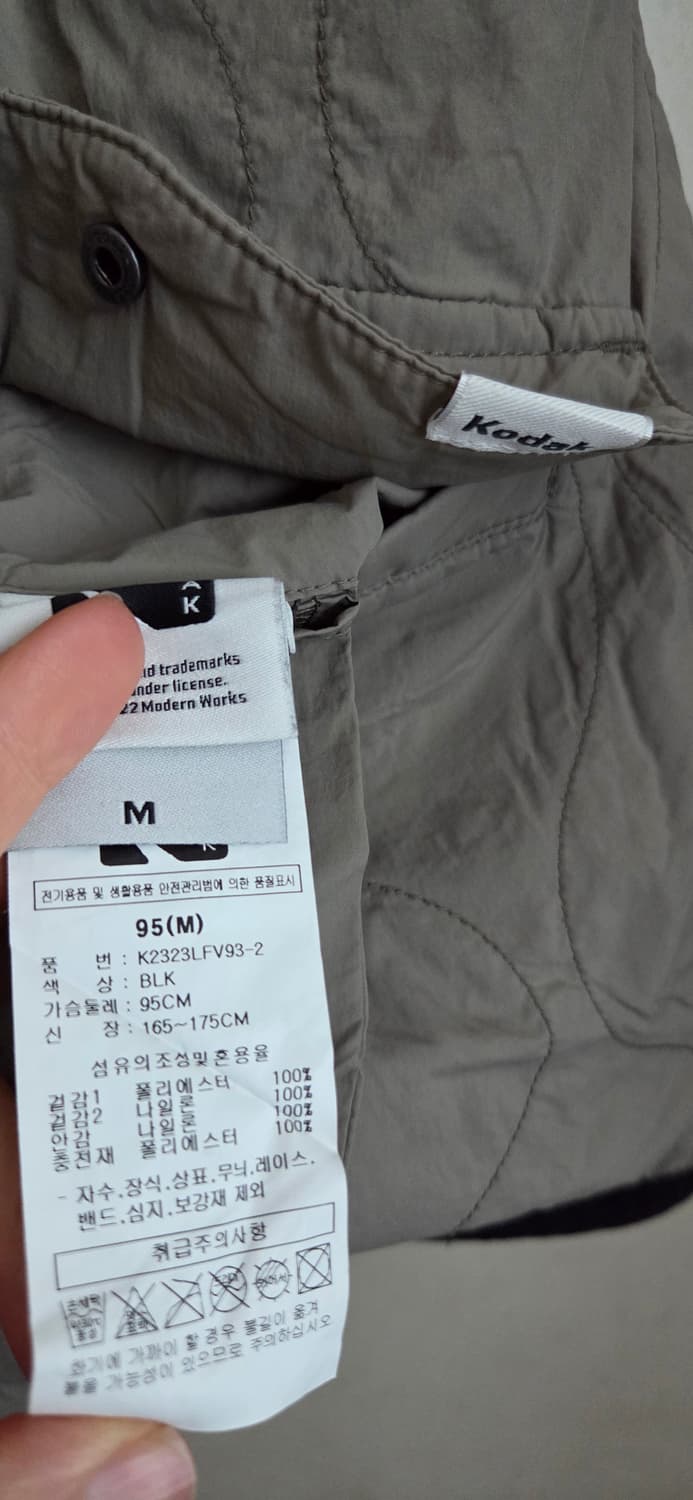 Kodak
A
K
nd trademarks
under license.
22 Modern Works
M
K
전기용품 및 생활용품 안전관리법에 의한 품질표시
95(M)
품 번 : K2323LFV93-2
색 상 : BLK
가슴둘레 : 95CM
신 장 : 165~175CM
섬유의조성및혼용율
겉감1 폴리에스터 100%
겉감2 나일론 100%
안감 나일론 100%
충전재 폴리에스터 100%
- 자수.장식.상표.무늬.레이스.
밴드.심지.보강재 제외
취급주의사항
화기에 가까이 할 경우 불길이 옮겨
붙을 가능성이 있으므로 주의하십시오